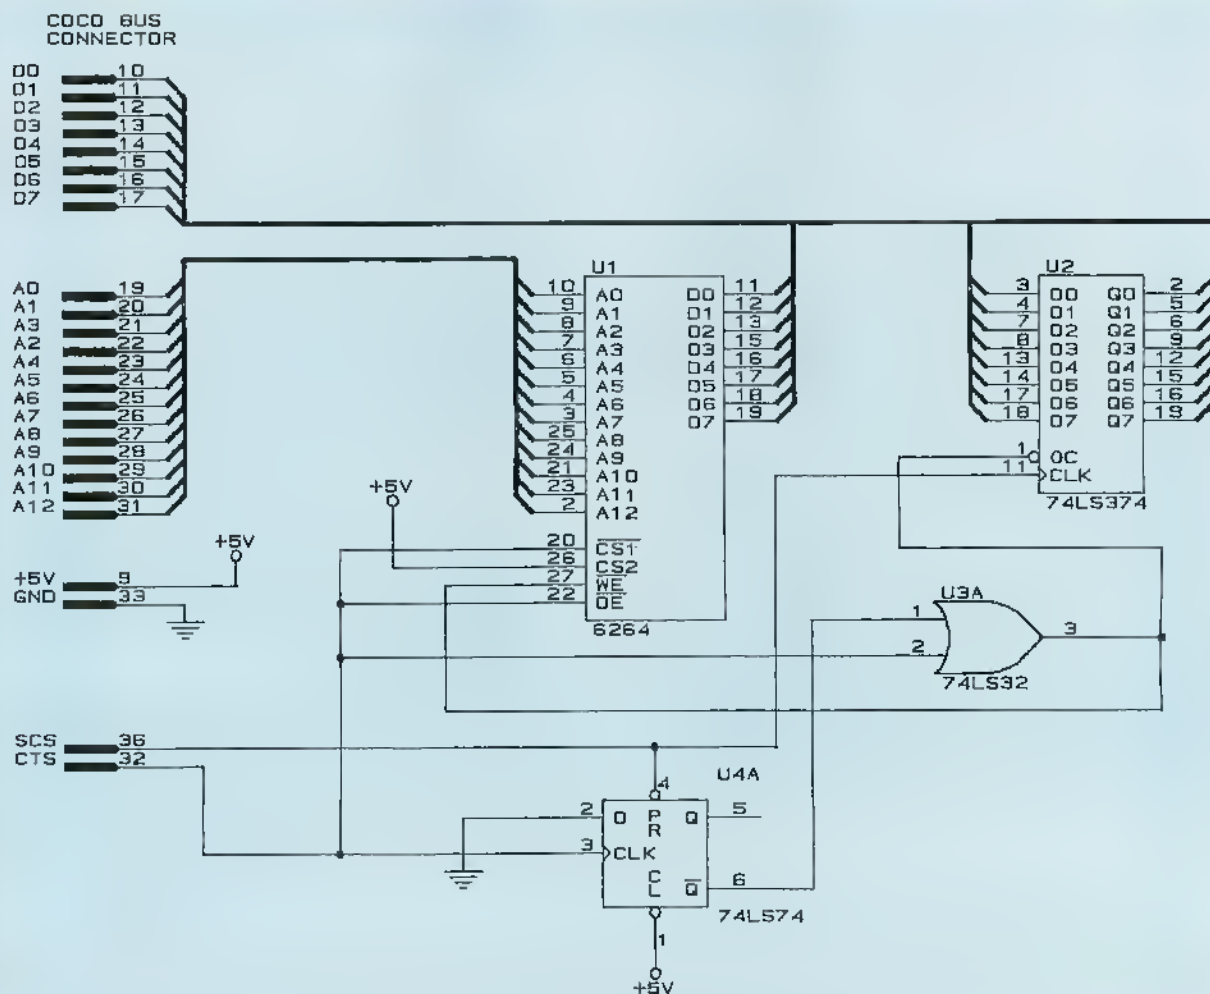 COCO BUS
CONNECTOR
D0 10
D1 11
D2 12
D3 13
D4 14
D5 15
D6 16
D7 17
A0 19
A1 20
A3 21
A2 22
A4 23
A5 24
A6 25
A7 26
A8 27
A9 28
A10 29
A11 30
A12 31
+5V
+5V 9
GND 33
SCS 36
CTS 32
+5V
U1
10 A0 D0 11
9 A1 D1 12
8 A2 D2 13
7 A3 D3 15
6 A4 D4 16
5 A5 D5 17
4 A6 D6 18
3 A7 D7 19
25 A8
24 A9
21 A10
23 A11
2 A12
20 CS1
26 CS2
27 WE
22 OE
6264
U2
3 D0 Q0 2
4 D1 Q1 5
7 D2 Q2 6
8 D3 Q3 9
13 D4 Q4 12
14 D5 Q5 15
17 D6 Q6 16
18 D7 Q7 19
1 OC
11 CLK
74LS374
U3A
1
2
3
74LS32
U4A
4
2 D PR Q 5
3 CLK
CL Q 6
74LS74
1
+5V